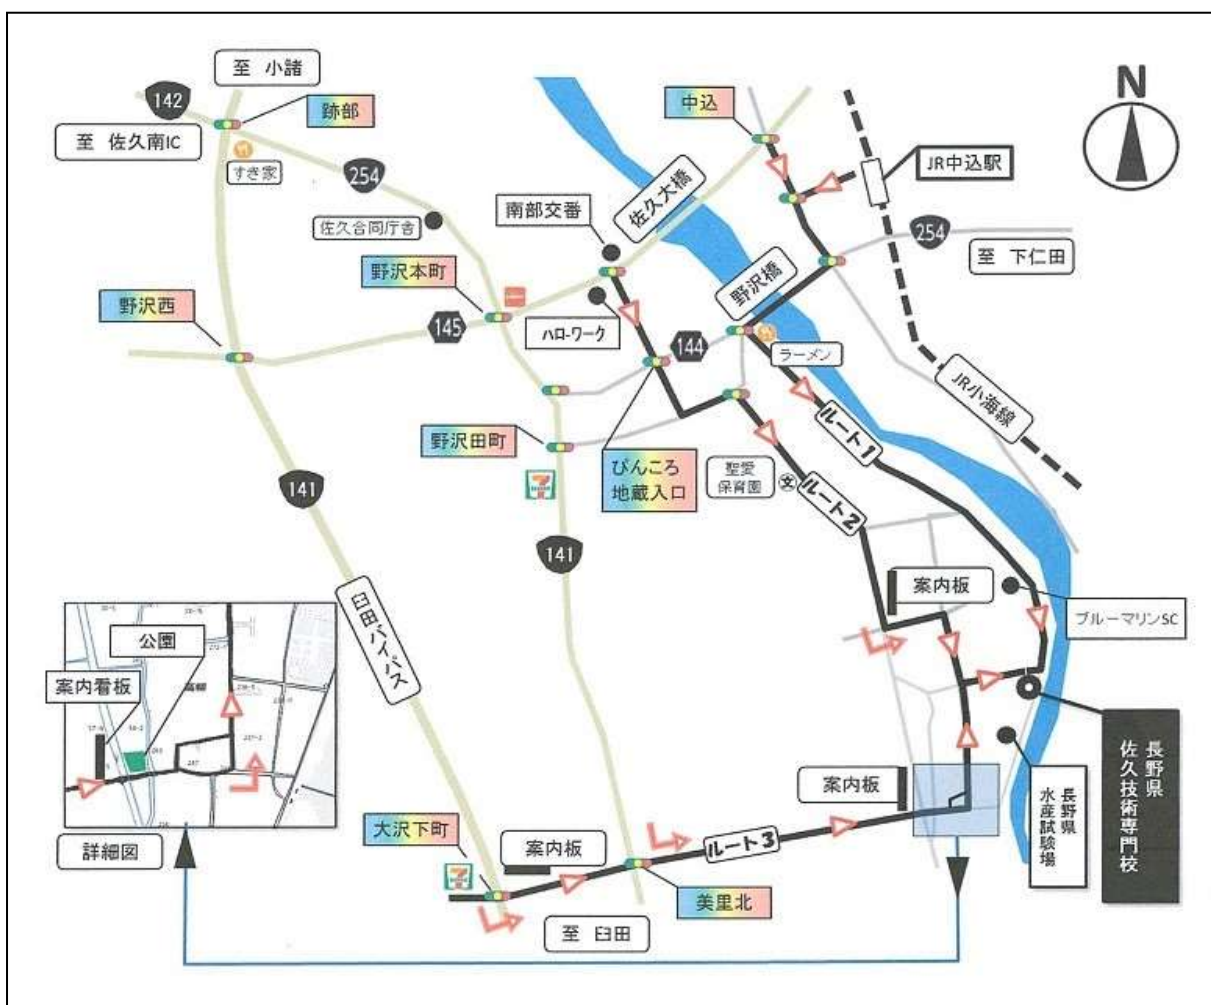 至 小諸
142
跡部
中込
N
至 佐久南IC
すき家
254
佐久大橋
JR中込駅
南部交番
佐久合同庁舎
254
至 下仁田
野沢本町
野沢橋
野沢西
145
ハローワーク
144
ラーメン
JR小海線
ルート1
野沢田町
ぴんころ
地蔵入口
聖愛
保育園
文
ルート2
141
141
案内板
ブルーマリンSC
臼田バイパス
公園
案内看板
長野県
佐久技術専門校
案内板
長野県
水産試験場
大沢下町
案内板
ルート3
詳細図
美里北
至 臼田